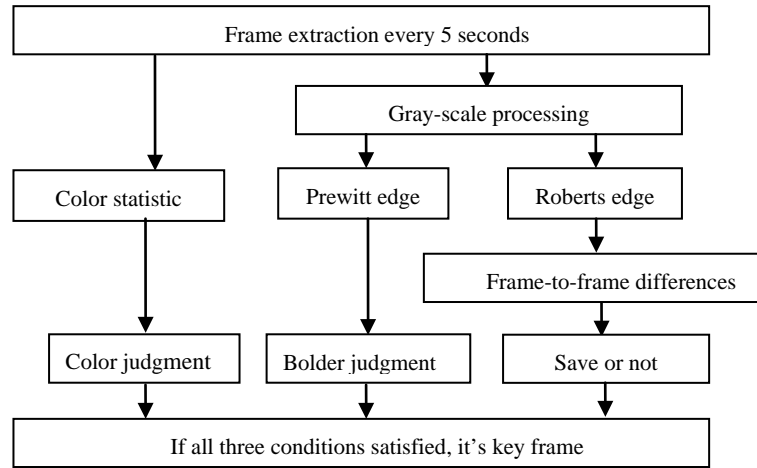 Frame extraction every 5 seconds
Gray-scale processing
Color statistic
Prewitt edge
Roberts edge
Frame-to-frame differences
Color judgment
Bolder judgment
Save or not
If all three conditions satisfied, it's key frame